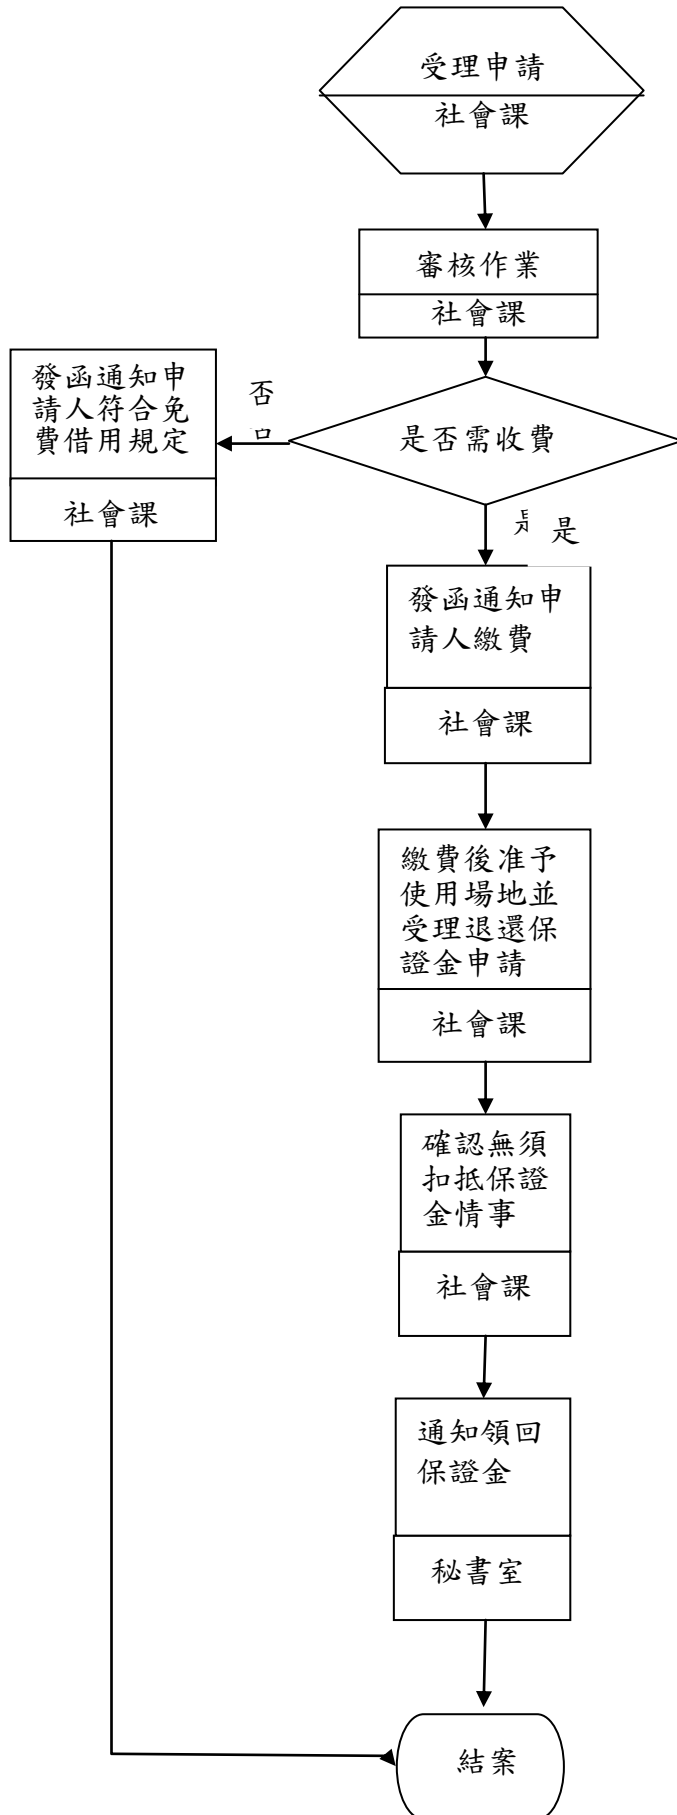 受理申請
社會課
審核作業
社會課
是否需收費
否
發函通知申
請人符合免
費借用規定
社會課
是
發函通知申
請人繳費
社會課
繳費後准予
使用場地並
受理退還保
證金申請
社會課
確認無須
扣抵保證
金情事
社會課
通知領回
保證金
秘書室
結案